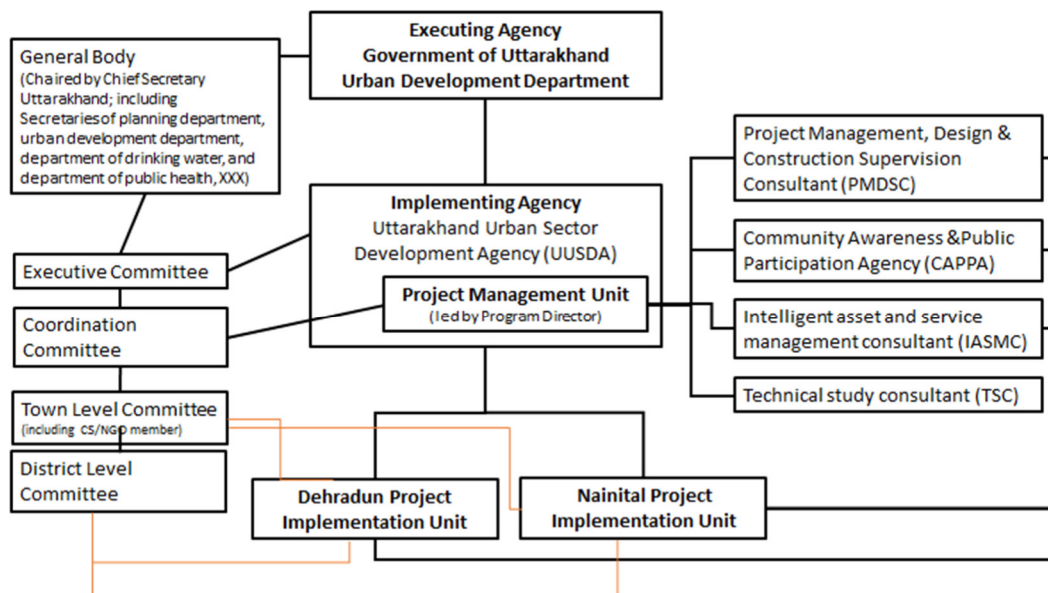 Executing Agency
Government of Uttarakhand
Urban Development Department
General Body
(Chaired by Chief Secretary
Uttarakhand; including
Secretaries of planning department,
urban development department,
department of drinking water, and
department of public health, XXX)
Implementing Agency
Uttarakhand Urban Sector
Development Agency (UUSDA)
Project Management Unit
(led by Program Director)
Executive Committee
Coordination
Committee
Town Level Committee
(including CS/NGO member)
District Level
Committee
Project Management, Design &
Construction Supervision
Consultant (PMDSC)
Community Awareness &Public
Participation Agency (CAPPA)
Intelligent asset and service
management consultant (IASMC)
Technical study consultant (TSC)
Dehradun Project
Implementation Unit
Nainital Project
Implementation Unit